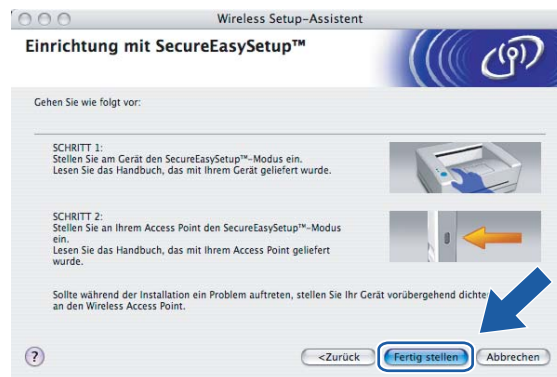 Wireless Setup-Assistent
Einrichtung mit SecureEasySetup™
Gehen Sie wie folgt vor:
SCHRITT 1:
Stellen Sie am Gerät den SecureEasySetup™-Modus ein.
Lesen Sie das Handbuch, das mit Ihrem Gerät geliefert wurde.
SCHRITT 2:
Stellen Sie an Ihrem Access Point den SecureEasySetup™-Modus
ein.
Lesen Sie das Handbuch, das mit Ihrem Access Point geliefert
wurde.
Sollte während der Installation ein Problem auftreten, stellen Sie Ihr Gerät vorübergehend
an den Wireless Access Point.
?
<Zurück
Fertig stellen
Abbrechen